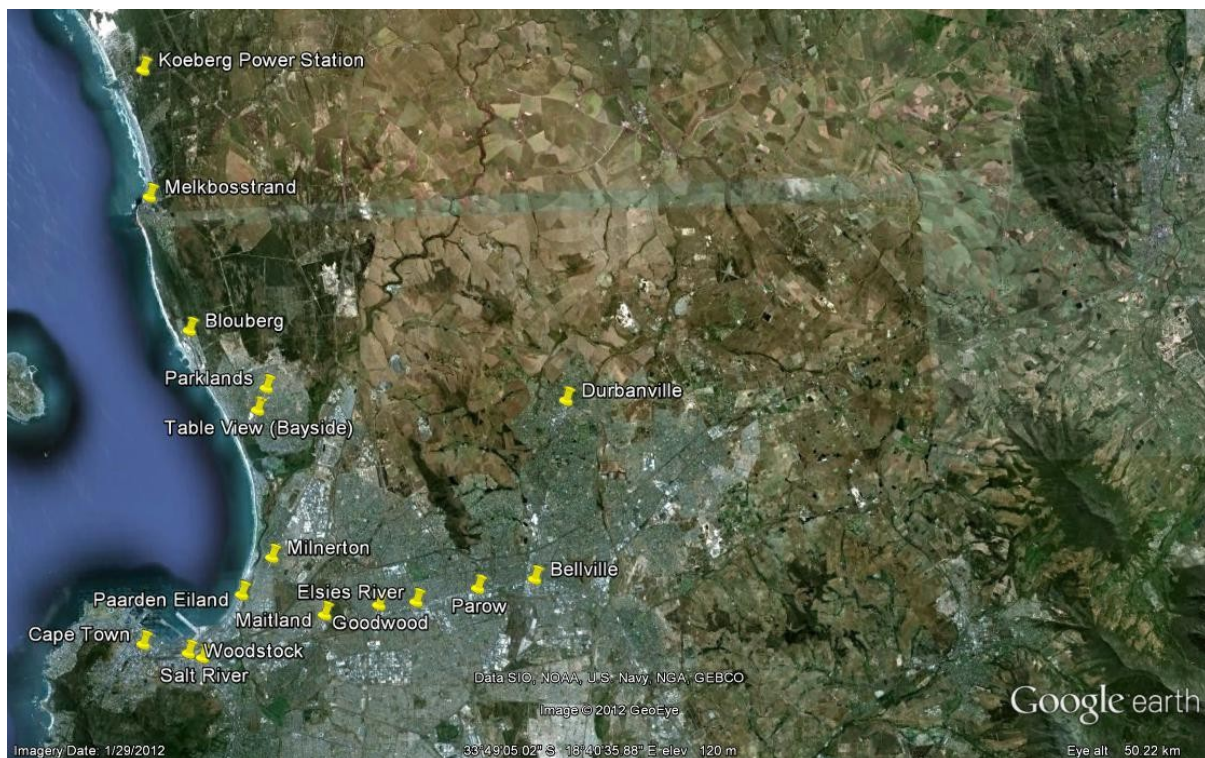 Koeberg Power Station
Melkbosstrand
Blouberg
Parklands
Table View (Bayside)
Durbanville
Milnerton
Bellville
Paarden Eiland
Elsies River
Parow
Maitland
Goodwood
Cape Town
Woodstock
Salt River
Data SIO, NOAA, U.S. Navy, NGA, GEBCO
Image © 2012 GeoEye
Google earth
Imagery Date: 1/29/2012
33°49'05.02" S 18°40'35.88" E elev 120 m
Eye alt 50.22 km